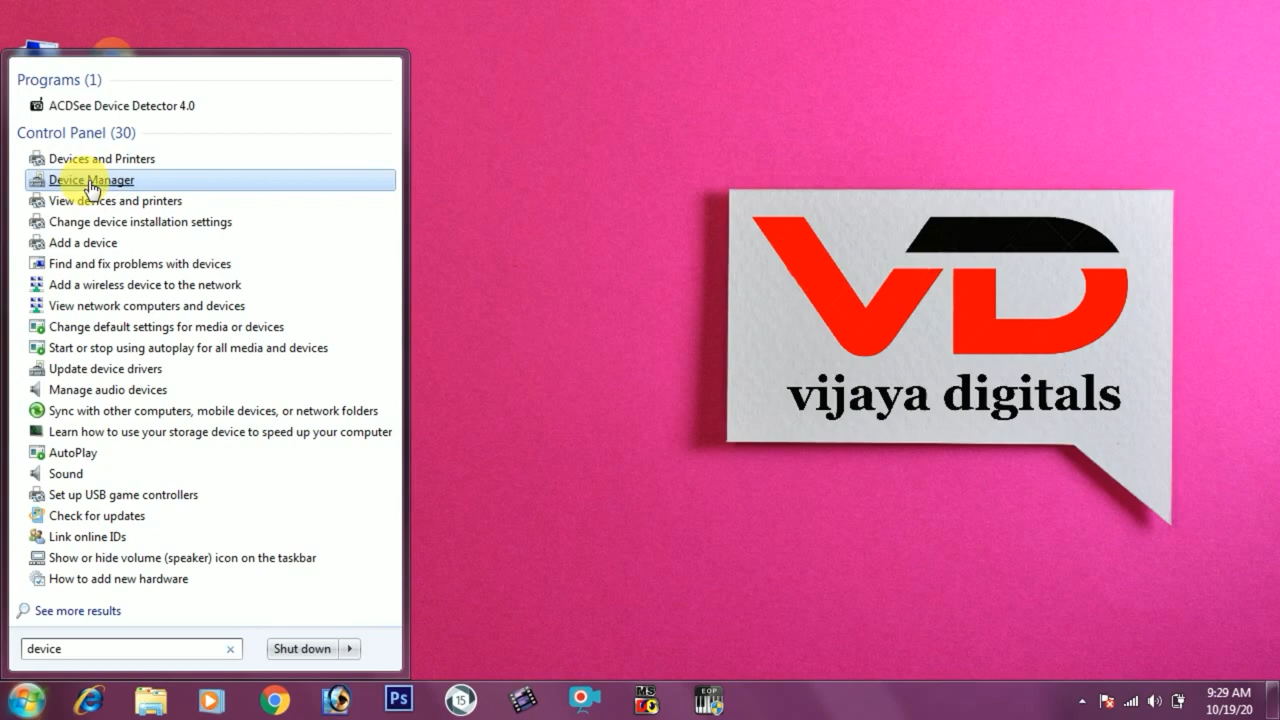 Programs (1)
ACDSee Device Detector 4.0
Control Panel (30)
Devices and Printers
Device Manager
View devices and printers
Change device installation settings
Add a device
Find and fix problems with devices
Add a wireless device to the network
View network computers and devices
Change default settings for media or devices
Start or stop using autoplay for all media and devices
Update device drivers
Manage audio devices
Sync with other computers, mobile devices, or network folders
Learn how to use your storage device to speed up your computer
AutoPlay
Sound
Set up USB game controllers
Check for updates
Link online IDs
Show or hide volume (speaker) icon on the taskbar
How to add new hardware
See more results
device
Shut down
VD
vijaya digitals
Ps
15
MS
EOP
9:29 AM
10/19/20